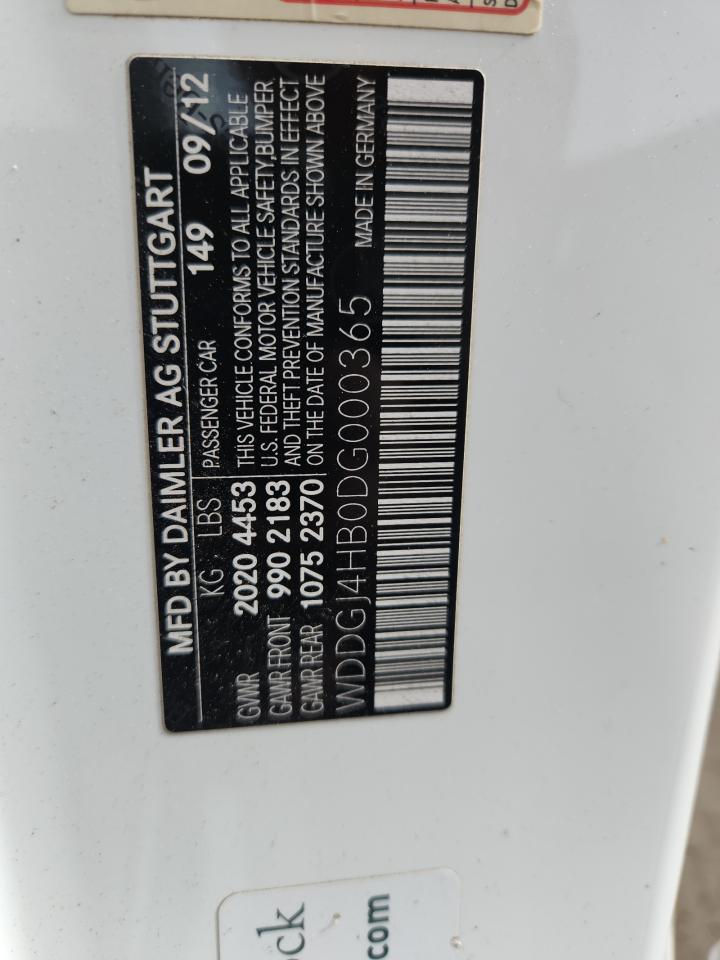 MFD BY DAIMLER AG STUTTGART
KG LBS PASSENGER CAR 149 09/12
GVWR 2020 4453 THIS VEHICLE CONFORMS TO ALL APPLICABLE
GAWR FRONT 990 2183 U.S. FEDERAL MOTOR VEHICLE SAFETY,BUMPER
GAWR REAR 1075 2370 AND THEFT PREVENTION STANDARDS IN EFFECT
ON THE DATE OF MANUFACTURE SHOWN ABOVE
WDDGJ4HB0DG000365 MADE IN GERMANY
ock
.com